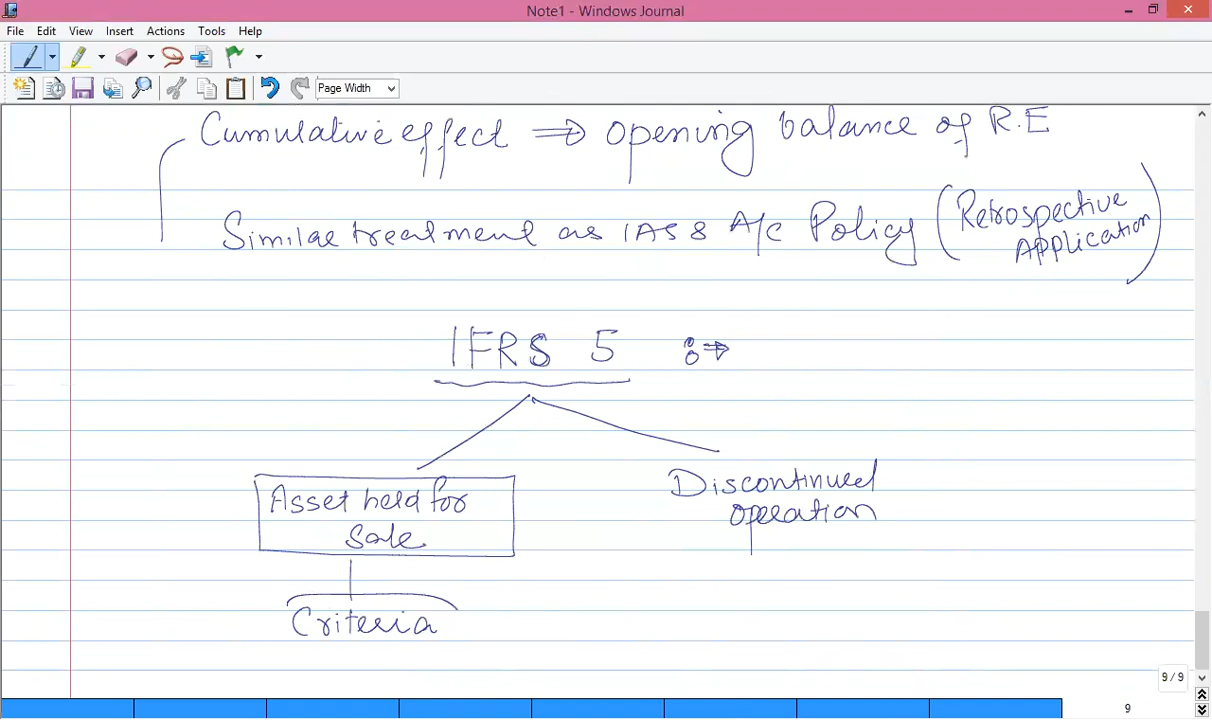 Note1 - Windows Journal
File Edit View Insert Actions Tools Help
Page Width
Cumulative effect ⇒ opening balance of R.E
Similar treatment as IAS 8 A/c Policy (Retrospective
Application)
IFRS 5 :⇒
Asset held for
Sale
Discontinued
operation
Criteria
9 / 9
9